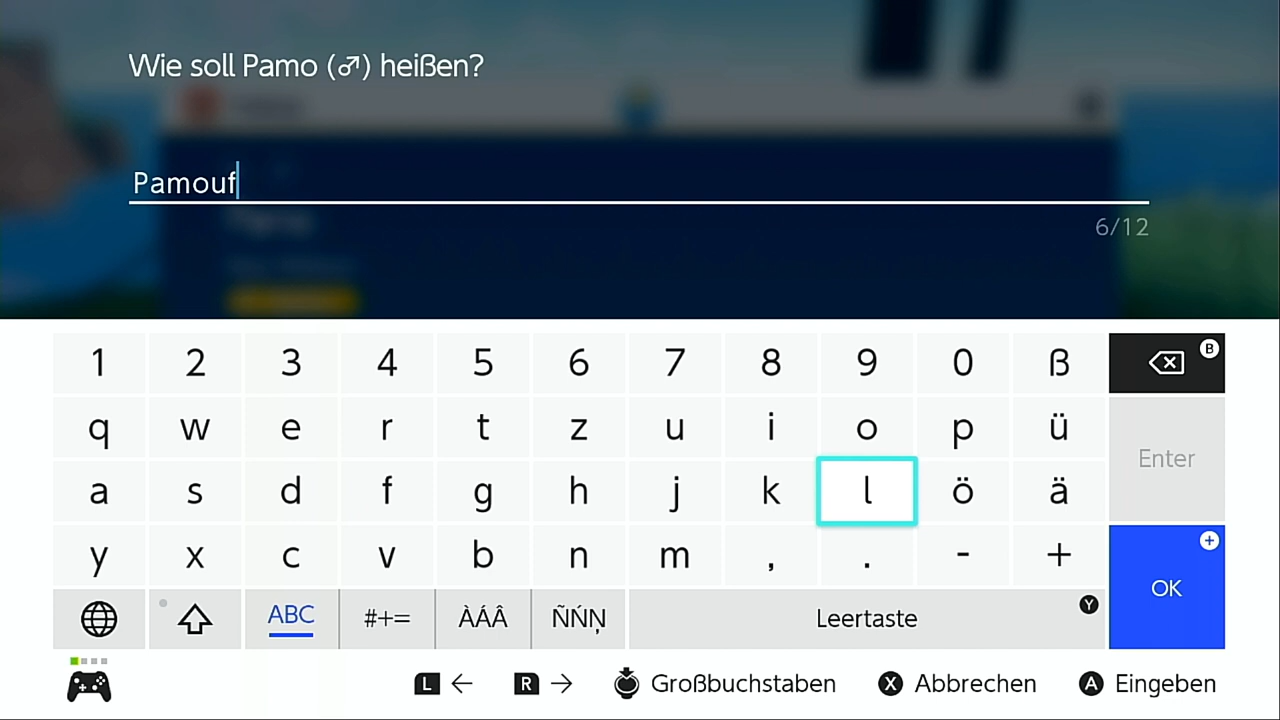 Wie soll Pamo (♂) heißen?
Pamouf
6/12
1 2 3 4 5 6 7 8 9 0 ß B
q w e r t z u i o p ü
a s d f g h j k l ö ä Enter
y x c v b n m , . - +
ABC #+= ÀÁÂ ÑŃŅ Leertaste Y OK +
L ← R → Großbuchstaben X Abbrechen A Eingeben